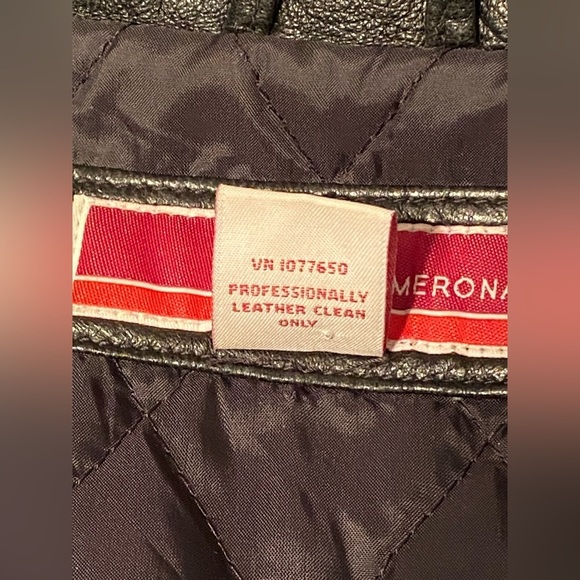 VN 1077650
PROFESSIONALLY
LEATHER CLEAN
ONLY
MERONA